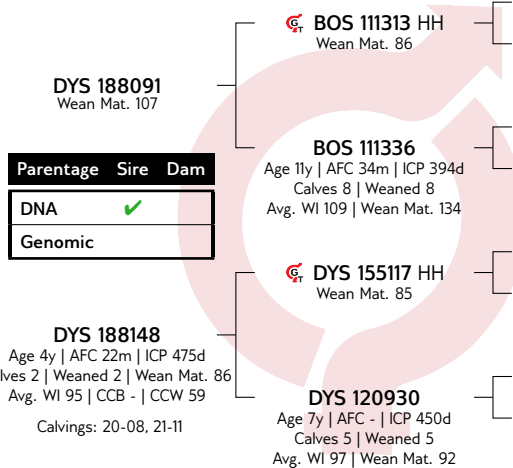 BOS 111313 HH
Wean Mat. 86
DYS 188091
Wean Mat. 107
BOS 111336
Age 11y | AFC 34m | ICP 394d
Calves 8 | Weaned 8
Avg. WI 109 | Wean Mat. 134
Parentage Sire Dam
DNA ✔
Genomic
GT DYS 155117 HH
Wean Mat. 85
DYS 188148
Age 4y | AFC 22m | ICP 475d
lves 2 | Weaned 2 | Wean Mat. 86
Avg. WI 95 | CCB - | CCW 59
Calvings: 20-08, 21-11
DYS 120930
Age 7y | AFC - | ICP 450d
Calves 5 | Weaned 5
Avg. WI 97 | Wean Mat. 92